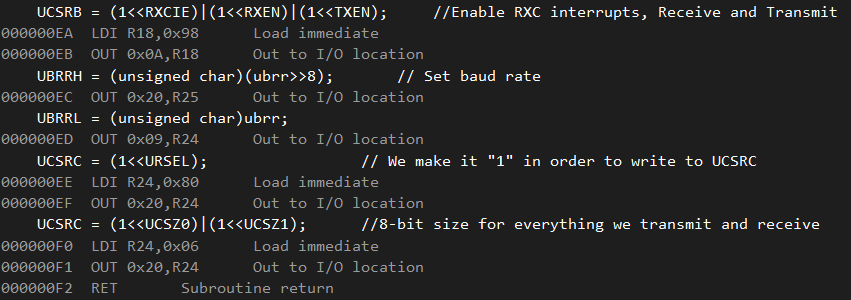 UCSRB = (1<<RXCIE)|(1<<RXEN)|(1<<TXEN);     //Enable RXC interrupts, Receive and Transmit
000000EA  LDI R18,0x98      Load immediate
000000EB  OUT 0x0A,R18      Out to I/O location
UBRRH = (unsigned char)(ubrr>>8);       // Set baud rate
000000EC  OUT 0x20,R25      Out to I/O location
UBRRL = (unsigned char)ubrr;
000000ED  OUT 0x09,R24      Out to I/O location
UCSRC = (1<<URSEL);                 // We make it "1" in order to write to UCSRC
000000EE  LDI R24,0x80      Load immediate
000000EF  OUT 0x20,R24      Out to I/O location
UCSRC = (1<<UCSZ0)|(1<<UCSZ1);      //8-bit size for everything we transmit and receive
000000F0  LDI R24,0x06      Load immediate
000000F1  OUT 0x20,R24      Out to I/O location
000000F2  RET      Subroutine return